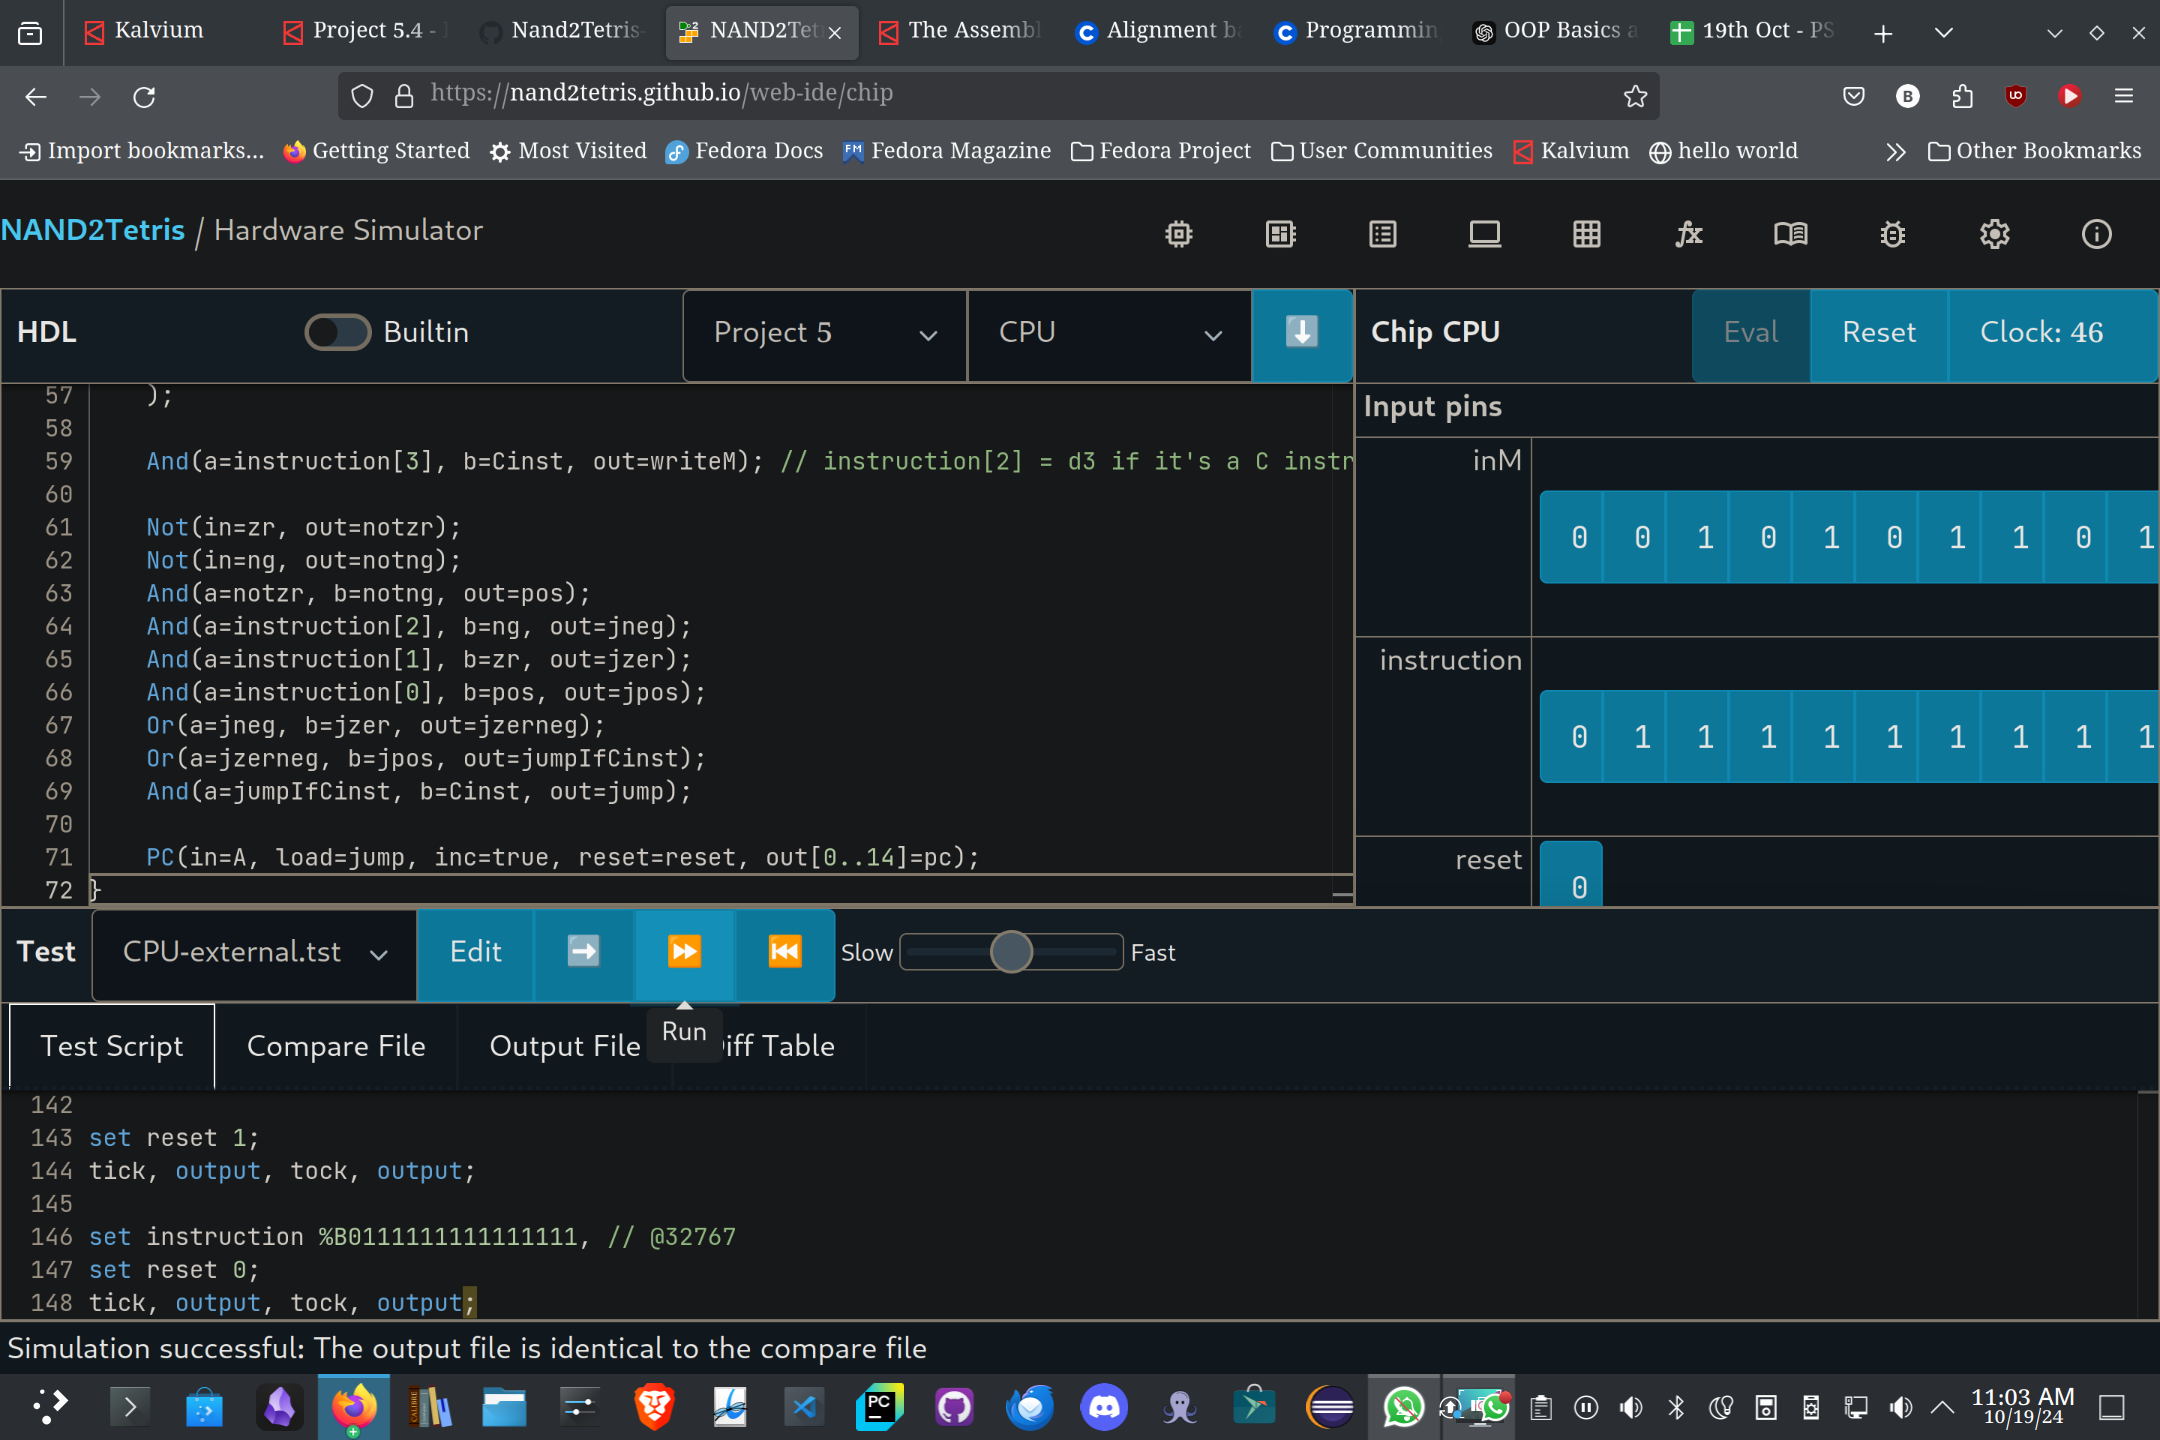 Kalvium
Project 5.4 -
Nand2Tetris-
NAND2Tet
The Assembl
Alignment b
Programmin
OOP Basics a
19th Oct - PS
https://nand2tetris.github.io/web-ide/chip
Import bookmarks... Getting Started Most Visited Fedora Docs Fedora Magazine Fedora Project User Communities Kalvium hello world Other Bookmarks
NAND2Tetris / Hardware Simulator
HDL Builtin Project 5 CPU
Chip CPU Eval Reset Clock: 46
57 );
58
59 And(a=instruction[3], b=Cinst, out=writeM); // instruction[2] = d3 if it's a C instr
60
61 Not(in=zr, out=notzr);
62 Not(in=ng, out=notng);
63 And(a=notzr, b=notng, out=pos);
64 And(a=instruction[2], b=ng, out=jneg);
65 And(a=instruction[1], b=zr, out=jzer);
66 And(a=instruction[0], b=pos, out=jpos);
67 Or(a=jneg, b=jzer, out=jzerneg);
68 Or(a=jzerneg, b=jpos, out=jumpIfCinst);
69 And(a=jumpIfCinst, b=Cinst, out=jump);
70
71 PC(in=A, load=jump, inc=true, reset=reset, out[0..14]=pc);
72 }
Input pins
inM
0 0 1 0 1 0 1 1 0 1
instruction
0 1 1 1 1 1 1 1 1 1
reset
0
Test CPU-external.tst Edit Slow Fast
Run
Test Script Compare File Output File iff Table
142
143 set reset 1;
144 tick, output, tock, output;
145
146 set instruction %B0111111111111111, // @32767
147 set reset 0;
148 tick, output, tock, output;
Simulation successful: The output file is identical to the compare file
11:03 AM
10/19/24